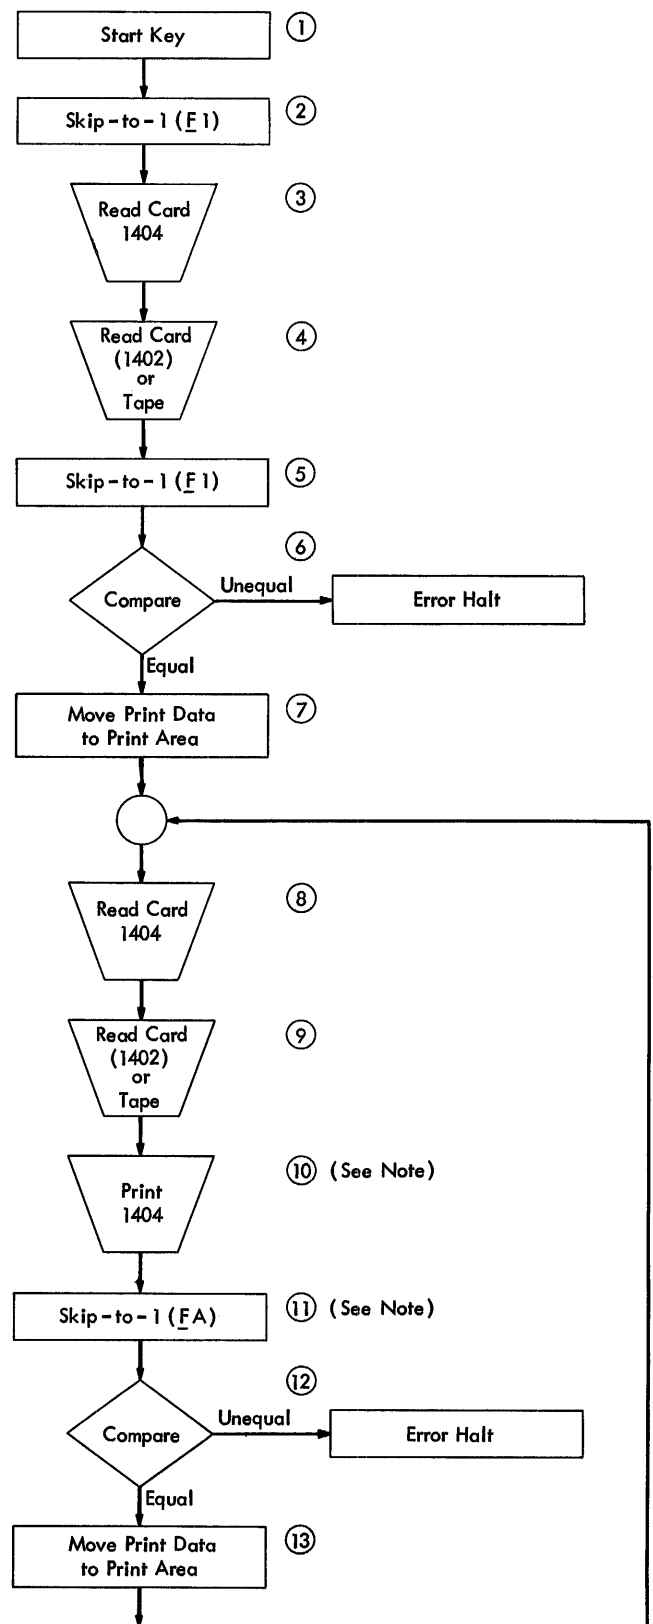 Start Key
①
Skip-to-1 (F 1)
②
Read Card
1404
③
Read Card
(1402)
or
Tape
④
Skip-to-1 (F 1)
⑤
⑥
Compare
Unequal
Error Halt
Equal
Move Print Data
to Print Area
⑦
Read Card
1404
⑧
Read Card
(1402)
or
Tape
⑨
Print
1404
⑩ (See Note)
Skip-to-1 (F A)
⑪ (See Note)
⑫
Compare
Unequal
Error Halt
Equal
Move Print Data
to Print Area
⑬